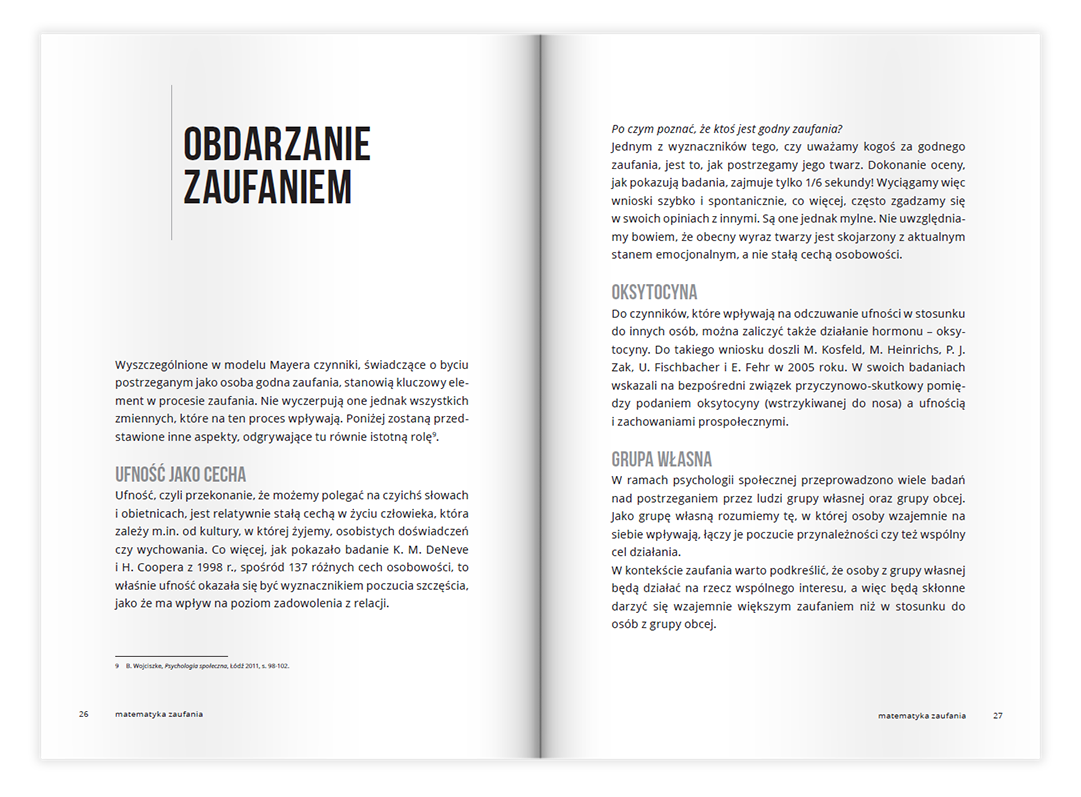 OBDARZANIE
ZAUFANIEM
Wyszczególnione w modelu Mayera czynniki, świadczące o byciu
postrzeganym jako osoba godna zaufania, stanowią kluczowy ele-
ment w procesie zaufania. Nie wyczerpują one jednak wszystkich
zmiennych, które na ten proces wpływają. Poniżej zostaną przed-
stawione inne aspekty, odgrywające tu równie istotną rolę⁹.
UFNOŚĆ JAKO CECHA
Ufność, czyli przekonanie, że możemy polegać na czyichś słowach
i obietnicach, jest relatywnie stałą cechą w życiu człowieka, która
zależy m.in. od kultury, w której żyjemy, osobistych doświadczeń
czy wychowania. Co więcej, jak pokazało badanie K. M. DeNeve
i H. Coopera z 1998 r., spośród 137 różnych cech osobowości, to
właśnie ufność okazała się być wyznacznikiem poczucia szczęścia,
jako że ma wpływ na poziom zadowolenia z relacji.
9 B. Wojciszke, Psychologia społeczna, Łódź 2011, s. 98-102.
26 matematyka zaufania
Po czym poznać, że ktoś jest godny zaufania?
Jednym z wyznaczników tego, czy uważamy kogoś za godnego
zaufania, jest to, jak postrzegamy jego twarz. Dokonanie oceny,
jak pokazują badania, zajmuje tylko 1/6 sekundy! Wyciągamy więc
wnioski szybko i spontanicznie, co więcej, często zgadzamy się
w swoich opiniach z innymi. Są one jednak mylne. Nie uwzględnia-
my bowiem, że obecny wyraz twarzy jest skojarzony z aktualnym
stanem emocjonalnym, a nie stałą cechą osobowości.
OKSYTOCYNA
Do czynników, które wpływają na odczuwanie ufności w stosunku
do innych osób, można zaliczyć także działanie hormonu – oksy-
tocyny. Do takiego wniosku doszli M. Kosfeld, M. Heinrichs, P. J.
Zak, U. Fischbacher i E. Fehr w 2005 roku. W swoich badaniach
wskazali na bezpośredni związek przyczynowo-skutkowy pomię-
dzy podaniem oksytocyny (wstrzykiwanej do nosa) a ufnością
i zachowaniami prospołecznymi.
GRUPA WŁASNA
W ramach psychologii społecznej przeprowadzono wiele badań
nad postrzeganiem przez ludzi grupy własnej oraz grupy obcej.
Jako grupę własną rozumiemy tę, w której osoby wzajemnie na
siebie wpływają, łączy je poczucie przynależności czy też wspólny
cel działania.
W kontekście zaufania warto podkreślić, że osoby z grupy własnej
będą działać na rzecz wspólnego interesu, a więc będą skłonne
darzyć się wzajemnie większym zaufaniem niż w stosunku do
osób z grupy obcej.
matematyka zaufania 27